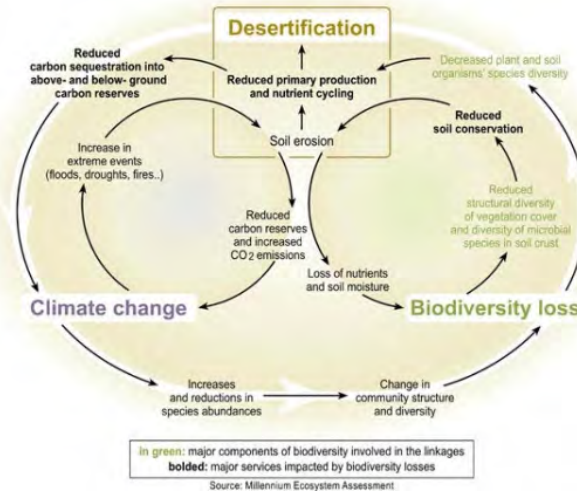 Desertification
Reduced
carbon sequestration into
above- and below- ground
carbon reserves
Reduced primary production
and nutrient cycling
Decreased plant and soil
organisms' species diversity
Soil erosion
Reduced
soil conservation
Increase in
extreme events
(floods, droughts, fires..)
Reduced
structural diversity
of vegetation cover
and diversity of microbial
species in soil crust
Reduced
carbon reserves
and increased
CO2 emissions
Loss of nutrients
and soil moisture
Climate change
Biodiversity loss
Increases
and reductions in
species abundances
Change in
community structure
and diversity
in green: major components of biodiversity involved in the linkages
bolded: major services impacted by biodiversity losses
Source: Millennium Ecosystem Assessment